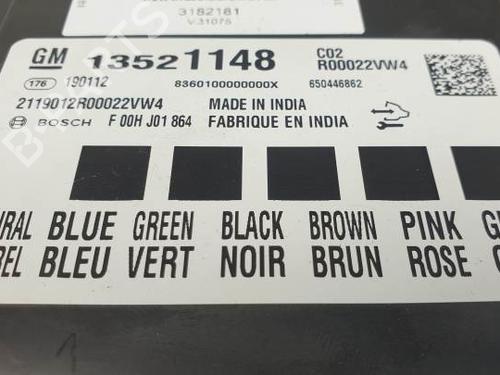 3182181
V.31075
GM 13521148 C02
R00022VW4
176 190112 8360100000000X 650446862
2119012R00022VW4 MADE IN INDIA
BOSCH F 00H J01 864 FABRIQUE EN INDIA
BLUE GREEN BLACK BROWN PINK
BLEU VERT NOIR BRUN ROSE